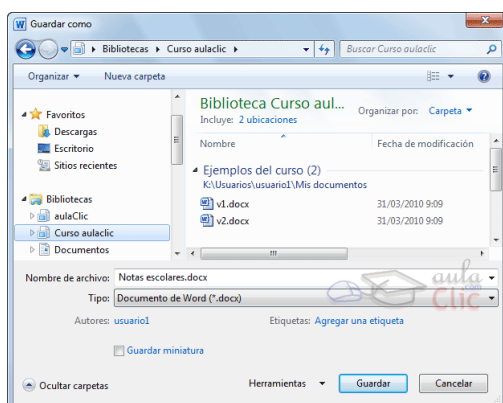 Guardar como
Bibliotecas Curso aulaclic
Buscar Curso aulaclic
Organizar Nueva carpeta
Favoritos
Descargas
Escritorio
Sitios recientes
Bibliotecas
aulaClic
Curso aulaclic
Documentos
Biblioteca Curso aul...
Incluye: 2 ubicaciones
Organizar por: Carpeta
Nombre Fecha de modificación
Ejemplos del curso (2)
K:\Usuarios\usuario1\Mis documentos
v1.docx 31/03/2010 9:09
v2.docx 31/03/2010 9:09
Nombre de archivo: Notas escolares.docx
Tipo: Documento de Word (*.docx)
Autores: usuario1 Etiquetas: Agregar una etiqueta
Guardar miniatura
Ocultar carpetas Herramientas Guardar Cancelar
aula
.com
Clic